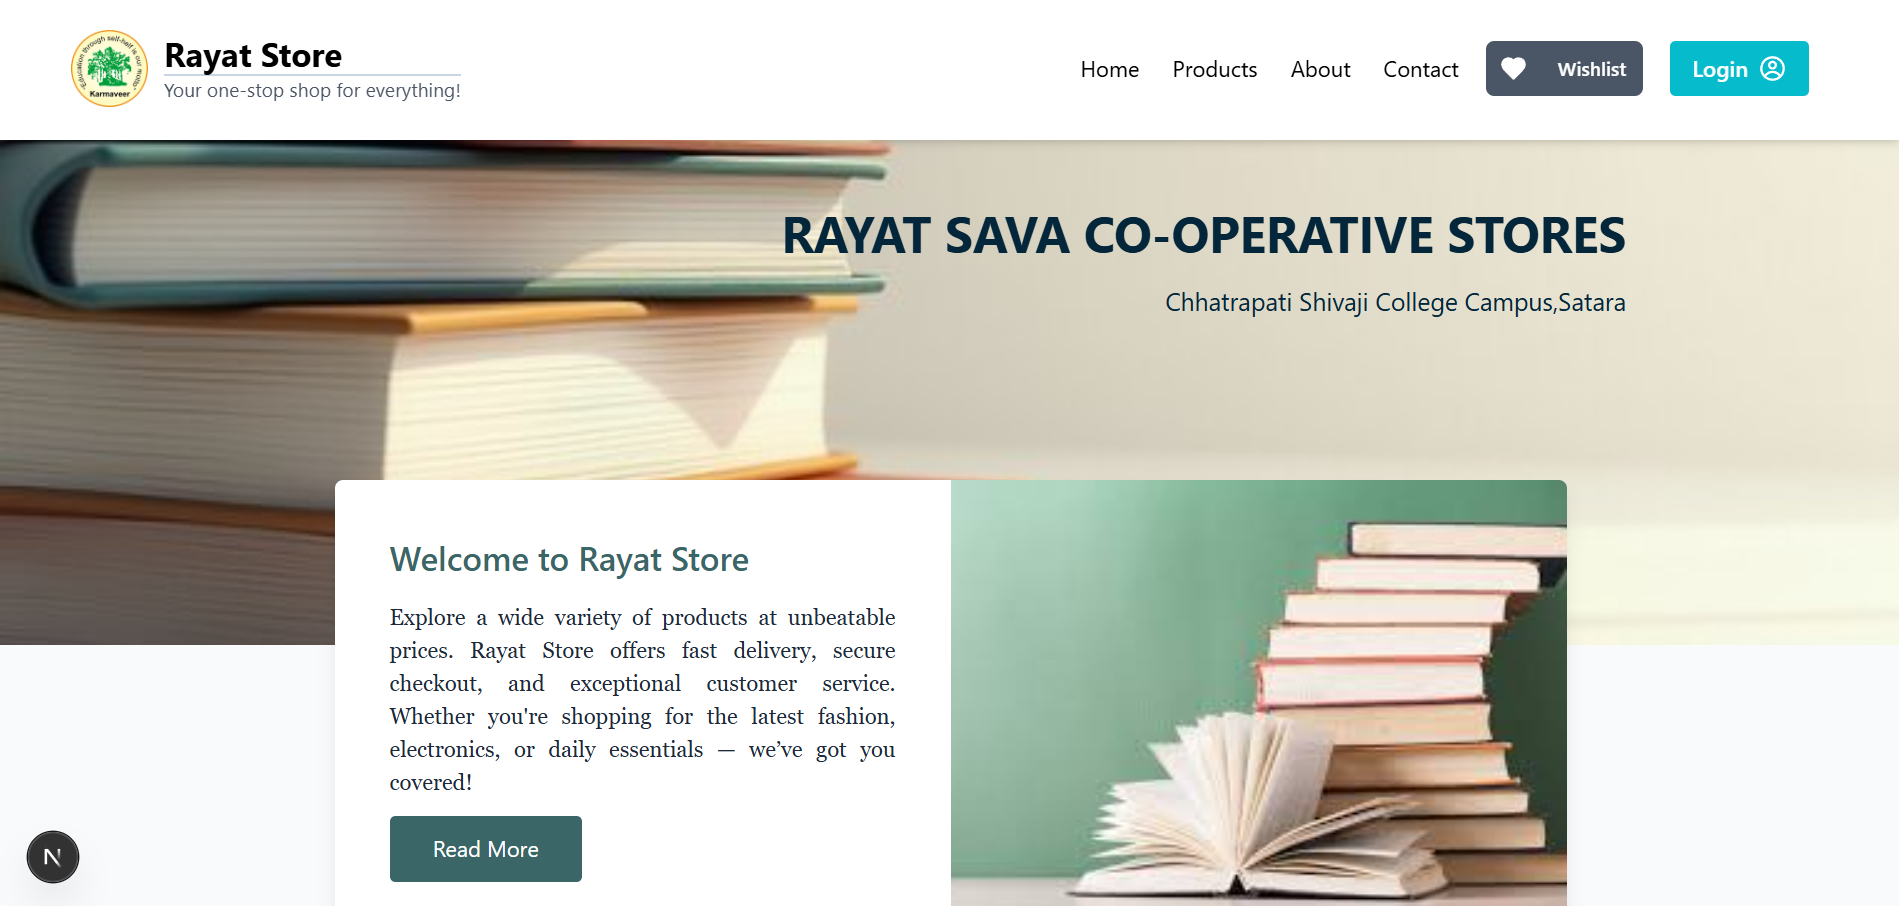 "Education through self-help is our motto"
Karmaveer
Rayat Store
Your one-stop shop for everything!
Home
Products
About
Contact
Wishlist
Login
RAYAT SAVA CO-OPERATIVE STORES
Chhatrapati Shivaji College Campus,Satara
Welcome to Rayat Store
Explore a wide variety of products at unbeatable
prices. Rayat Store offers fast delivery, secure
checkout, and exceptional customer service.
Whether you're shopping for the latest fashion,
electronics, or daily essentials — we’ve got you
covered!
Read More
N